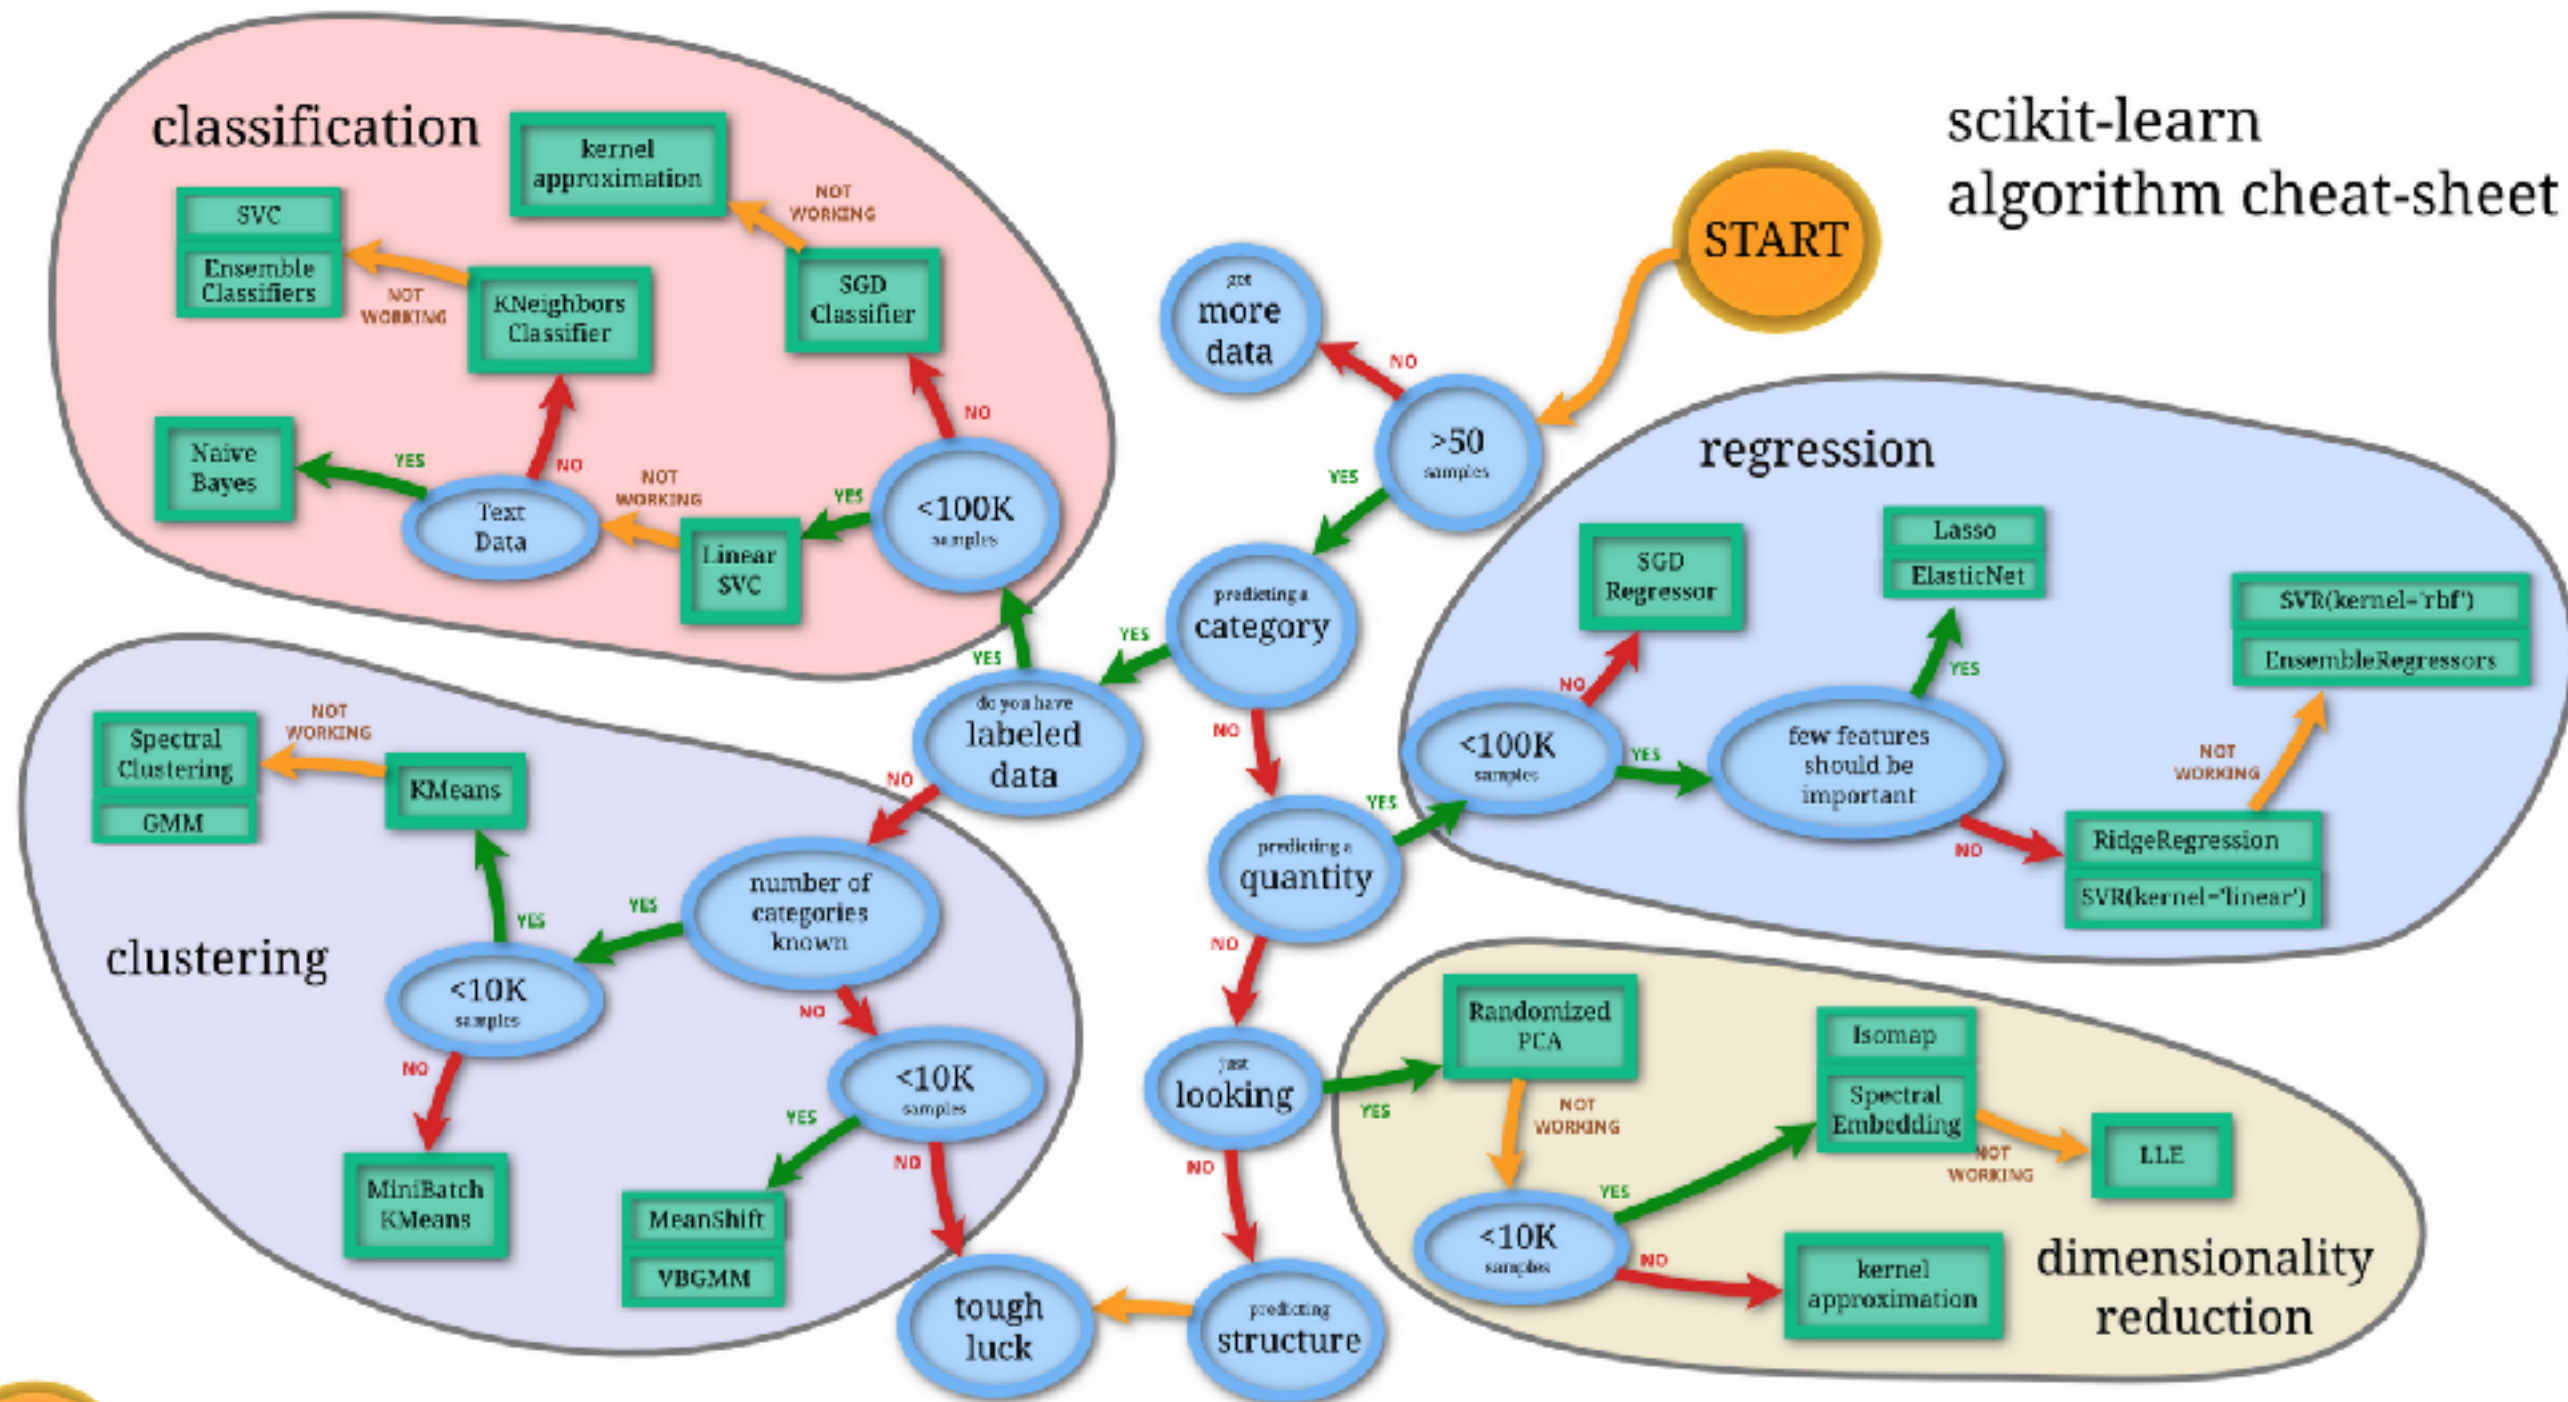 scikit-learn
algorithm cheat-sheet
START
classification
kernel
approximation
NOT
WORKING
SVC
Ensemble
Classifiers
NOT
WORKING
KNeighbors
Classifier
SGD
Classifier
NO
Naive
Bayes
YES
NO
Text
Data
NOT
WORKING
Linear
SVC
YES
<100K
samples
get
more
data
NO
>50
samples
YES
predicting a
category
YES
NO
YES
do you have
labeled
data
NO
predicting a
quantity
YES
NO
just
looking
YES
NO
predicting
structure
tough
luck
regression
SGD
Regressor
Lasso
ElasticNet
SVR(kernel='rbf')
EnsembleRegressors
NO
YES
<100K
samples
YES
few features
should be
important
NOT
WORKING
NO
RidgeRegression
SVR(kernel='linear')
clustering
Spectral
Clustering
GMM
NOT
WORKING
KMeans
YES
YES
number of
categories
known
<10K
samples
NO
NO
<10K
samples
YES
NO
MiniBatch
KMeans
MeanShift
VBGMM
Randomized
PCA
NOT
WORKING
Isomap
Spectral
Embedding
NOT
WORKING
LLE
YES
<10K
samples
NO
kernel
approximation
dimensionality
reduction